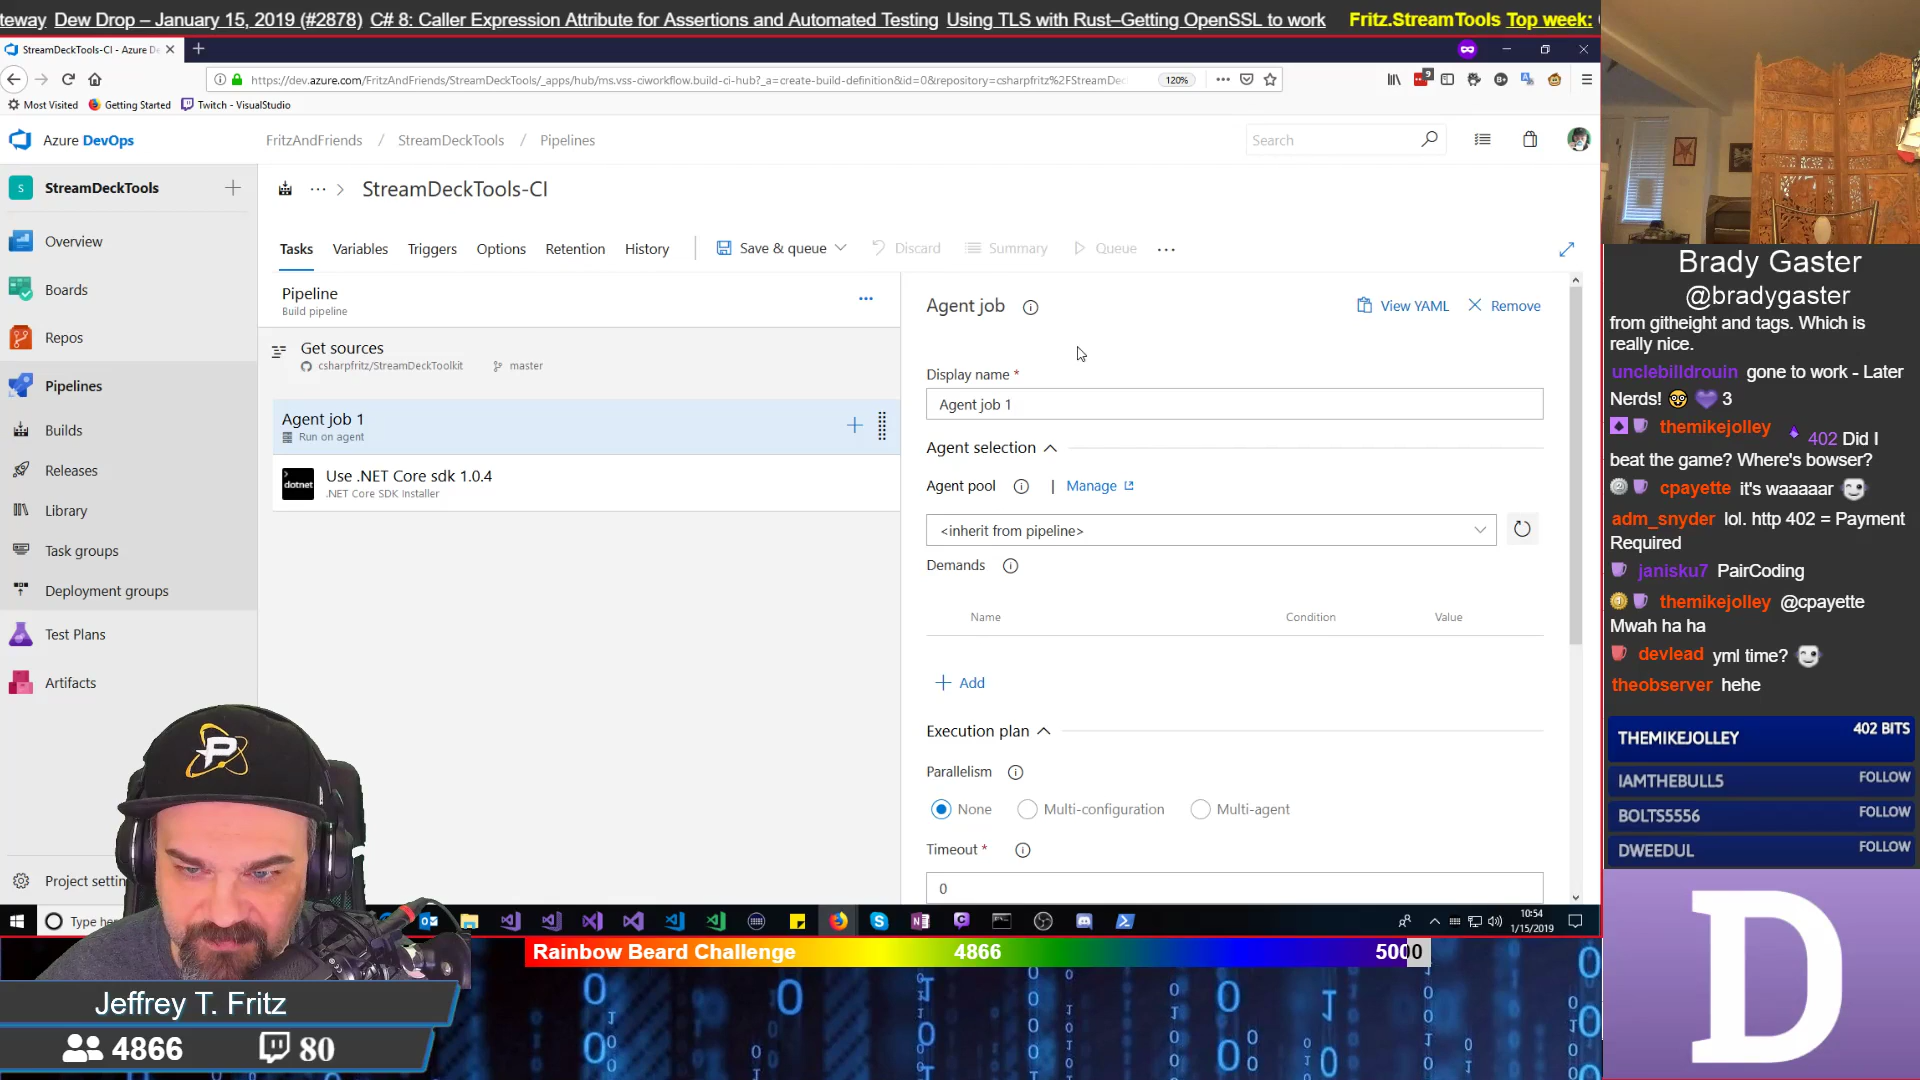 teway Dew Drop – January 15, 2019 (#2878) C# 8: Caller Expression Attribute for Assertions and Automated Testing Using TLS with Rust–Getting OpenSSL to work Fritz.StreamTools Top week:
StreamDeckTools-CI - Azure De
https://dev.azure.com/FritzAndFriends/StreamDeckTools/_apps/hub/ms.vss-ciworkflow.build-ci-hub?_a=create-build-definition&id=0&repository=csharpfritz%2FStreamDec
120%
9
Most Visited
Getting Started
Twitch - VisualStudio
Azure DevOps
FritzAndFriends / StreamDeckTools / Pipelines
Search
S
StreamDeckTools
Overview
Boards
Repos
Pipelines
Builds
Releases
Library
Task groups
Deployment groups
Test Plans
Artifacts
Project settin
StreamDeckTools-CI
Tasks
Variables
Triggers
Options
Retention
History
Save & queue
Discard
Summary
Queue
Pipeline
Build pipeline
Get sources
csharpfritz/StreamDeckToolkit
master
Agent job 1
Run on agent
dotnet
Use .NET Core sdk 1.0.4
.NET Core SDK Installer
Agent job
View YAML
Remove
Display name *
Agent job 1
Agent selection
Agent pool
| Manage
<inherit from pipeline>
Demands
Name
Condition
Value
Add
Execution plan
Parallelism
None
Multi-configuration
Multi-agent
Timeout *
0
Type he
10:54
1/15/2019
Brady Gaster
@bradygaster
from githeight and tags. Which is
really nice.
unclebilldrouin gone to work - Later
Nerds! 3
themikejolley 402 Did I
beat the game? Where's bowser?
cpayette it's waaaaar
adm_snyder lol. http 402 = Payment
Required
janisku7 PairCoding
themikejolley @cpayette
Mwah ha ha
devlead yml time?
theobserver hehe
THEMIKEJOLLEY 402 BITS
IAMTHEBULL5 FOLLOW
BOLTS5556 FOLLOW
DWEEDUL FOLLOW
D
P
Rainbow Beard Challenge 4866 5000
Jeffrey T. Fritz
4866
80